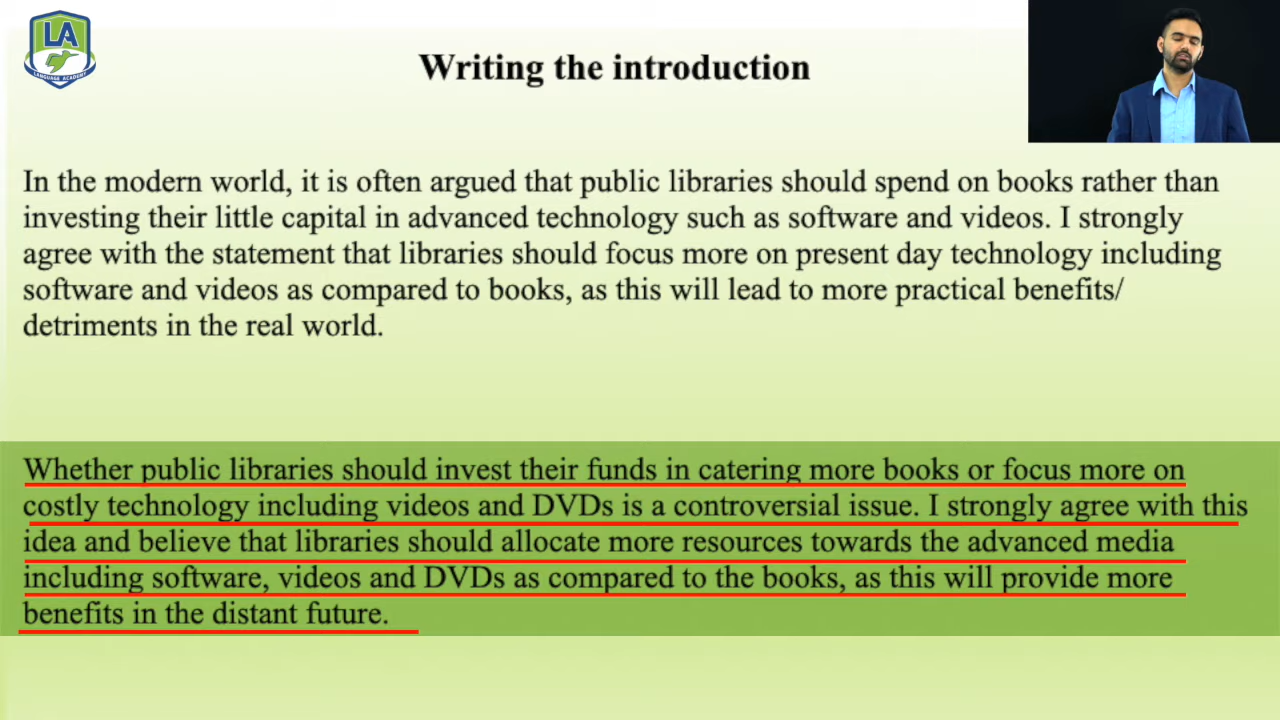 LA
LANGUAGE ACADEMY
Writing the introduction
In the modern world, it is often argued that public libraries should spend on books rather than
investing their little capital in advanced technology such as software and videos. I strongly
agree with the statement that libraries should focus more on present day technology including
software and videos as compared to books, as this will lead to more practical benefits/
detriments in the real world.
Whether public libraries should invest their funds in catering more books or focus more on
costly technology including videos and DVDs is a controversial issue. I strongly agree with this
idea and believe that libraries should allocate more resources towards the advanced media
including software, videos and DVDs as compared to the books, as this will provide more
benefits in the distant future.